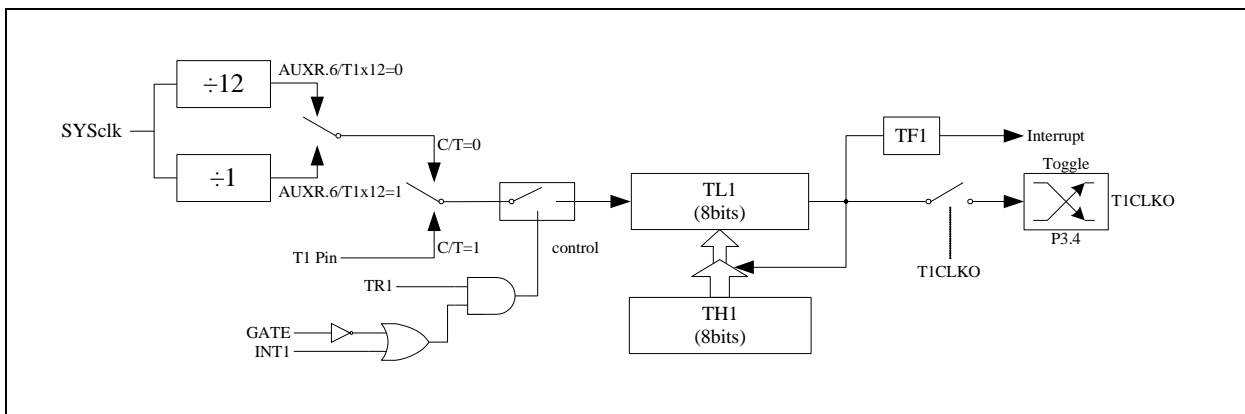 ÷12
AUXR.6/T1x12=0
SYSclk
÷1
AUXR.6/T1x12=1
C/T=0
C/T=1
T1 Pin
control
TR1
GATE
INT1
TL1
(8bits)
TH1
(8bits)
TF1
Interrupt
Toggle
T1CLKO
P3.4
T1CLKO